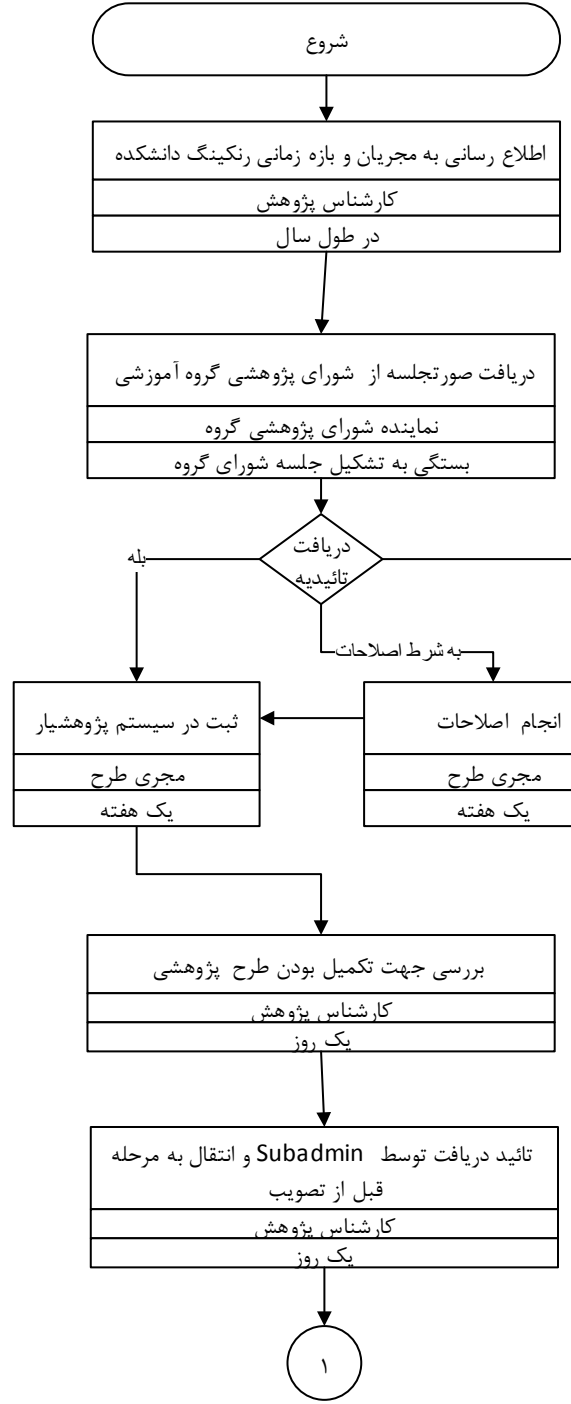 شروع
اطلاع رسانی به مجریان و بازه زمانی رنکینگ دانشکده
کارشناس پژوهش
در طول سال
دریافت صورتجلسه از شورای پژوهشی گروه آموزشی
نماینده شورای پژوهشی گروه
بستگی به تشکیل جلسه شورای گروه
دریافت
تائیدیه
بله
به شرط اصلاحات
انجام اصلاحات
مجری طرح
یک هفته
ثبت در سیستم پژوهشیار
مجری طرح
یک هفته
بررسی جهت تکمیل بودن طرح پژوهشی
کارشناس پژوهش
یک روز
تائید دریافت توسط Subadmin و انتقال به مرحله
قبل از تصویب
کارشناس پژوهش
یک روز
۱